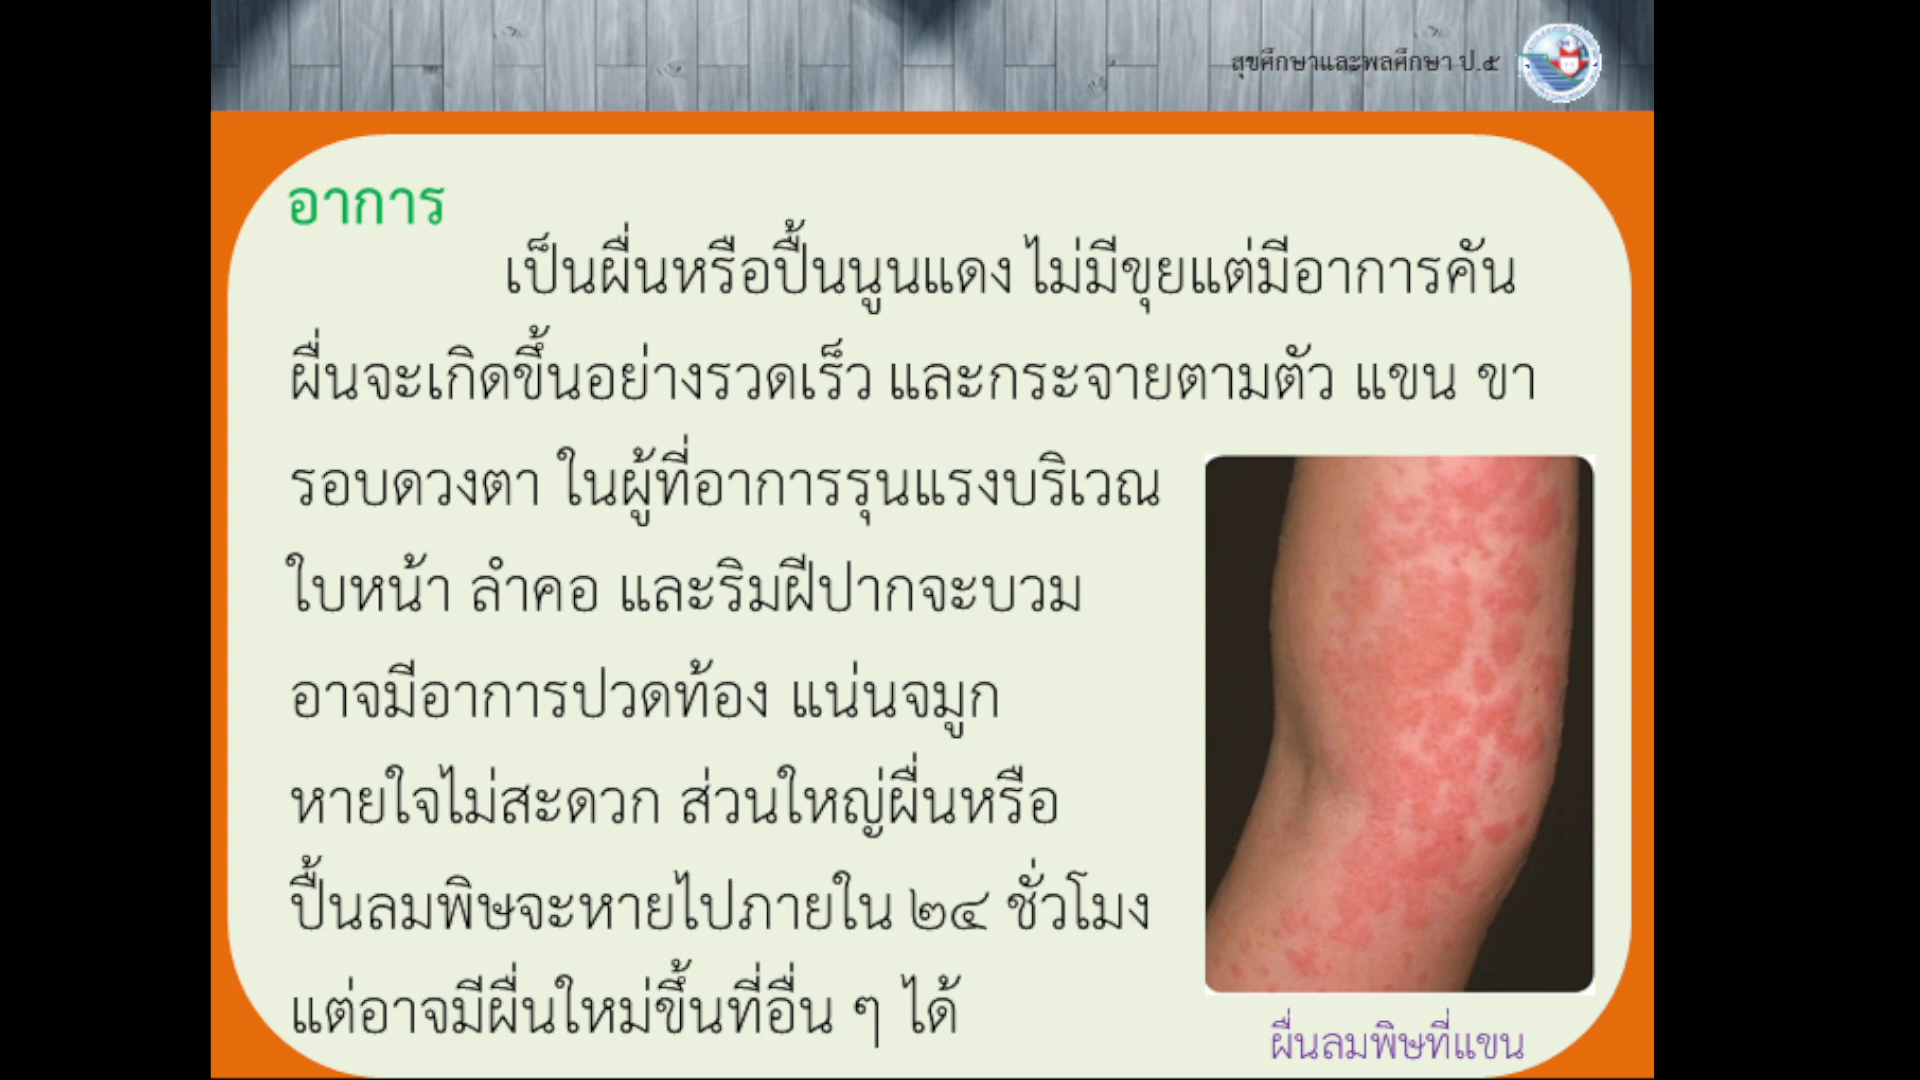 สุขศึกษาและพลศึกษา ป.๕
อาการ
เป็นผื่นหรือปื้นนูนแดง ไม่มีขุยแต่มีอาการคัน
ผื่นจะเกิดขึ้นอย่างรวดเร็ว และกระจายตามตัว แขน ขา
รอบดวงตา ในผู้ที่อาการรุนแรงบริเวณ
ใบหน้า ลำคอ และริมฝีปากจะบวม
อาจมีอาการปวดท้อง แน่นจมูก
หายใจไม่สะดวก ส่วนใหญ่ผื่นหรือ
ปื้นลมพิษจะหายไปภายใน ๒๔ ชั่วโมง
แต่อาจมีผื่นใหม่ขึ้นที่อื่น ๆ ได้
ผื่นลมพิษที่แขน